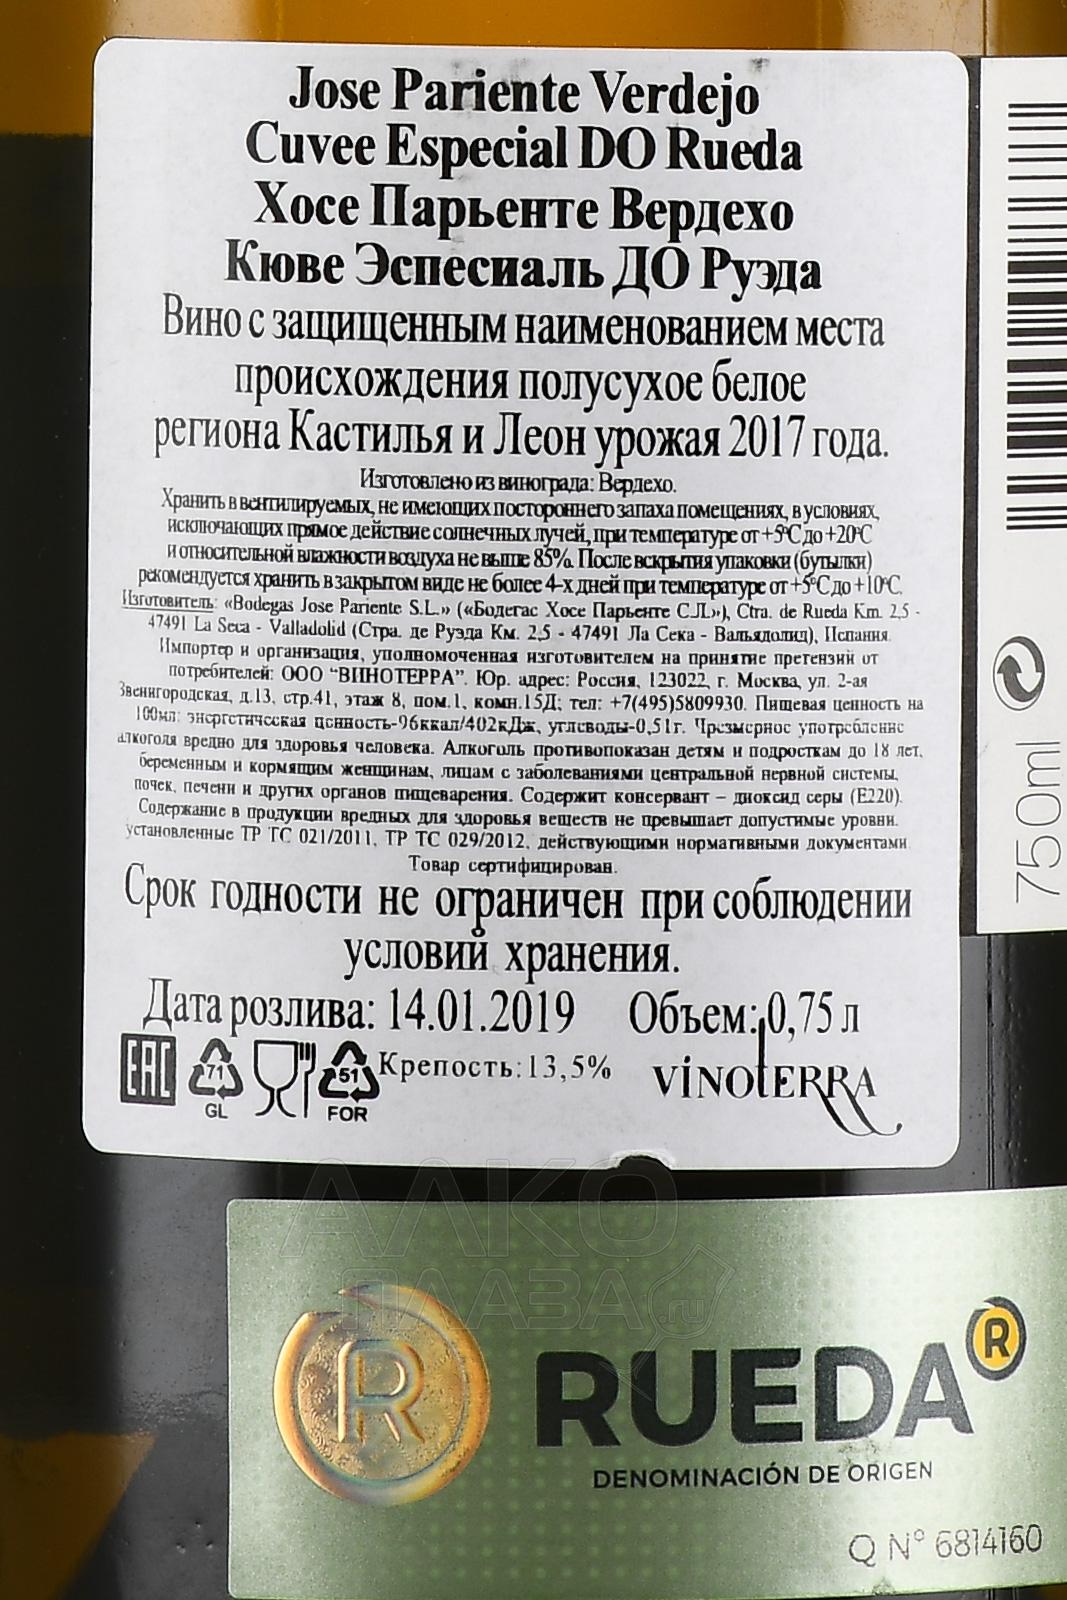 Jose Pariente Verdejo
Cuvee Especial DO Rueda
Хосе Парьенте Вердехо
Кюве Эспесиаль ДО Руэда
Вино с защищенным наименованием места
происхождения полусухое белое
региона Кастилья и Леон урожая 2017 года.
Изготовлено из винограда: Вердехо.
Хранить в вентилируемых, не имеющих постороннего запаха помещениях, в условиях,
исключающих прямое действие солнечных лучей, при температуре от +5°C до +20°C
и относительной влажности воздуха не выше 85%. После вскрытия упаковки (бутылки)
рекомендуется хранить в закрытом виде не более 4-х дней при температуре от +5°C до +10°C.
Изготовитель: «Bodegas Jose Pariente S.L.» («Бодегас Хосе Парьенте С.Л.»), Ctra. de Rueda Km. 2,5 -
47491 La Seca - Valladolid (Стра. де Руэда Км. 2,5 - 47491 Ла Сека - Вальядолид), Испания.
Импортер и организация, уполномоченная изготовителем на принятие претензий от
потребителей: ООО "ВИНОТЕРРА". Юр. адрес: Россия, 123022, г. Москва, ул. 2-ая
Звенигородская, д.13, стр.41, этаж 8, пом.1, комн.15Д; тел: +7(495)5809930. Пищевая ценность на
100мл: энергетическая ценность-96ккал/402кДж, углеводы-0,51г. Чрезмерное употребление
алкоголя вредно для здоровья человека. Алкоголь противопоказан детям и подросткам до 18 лет,
беременным и кормящим женщинам, лицам с заболеваниями центральной нервной системы,
почек, печени и других органов пищеварения. Содержит консервант – диоксид серы (E220).
Содержание в продукции вредных для здоровья веществ не превышает допустимые уровни,
установленные ТР ТС 021/2011, ТР ТС 029/2012, действующими нормативными документами.
Товар сертифицирован.
Срок годности не ограничен при соблюдении
условий хранения.
Дата розлива: 14.01.2019 Объем: 0,75 л
EAC 71 GL 51 FOR Крепость: 13,5% VINOTERRA
750ml
АЛКО
ПЛАЗА.ru
R
RUEDA R
DENOMINACIÓN DE ORIGEN
Q Nº 6814160